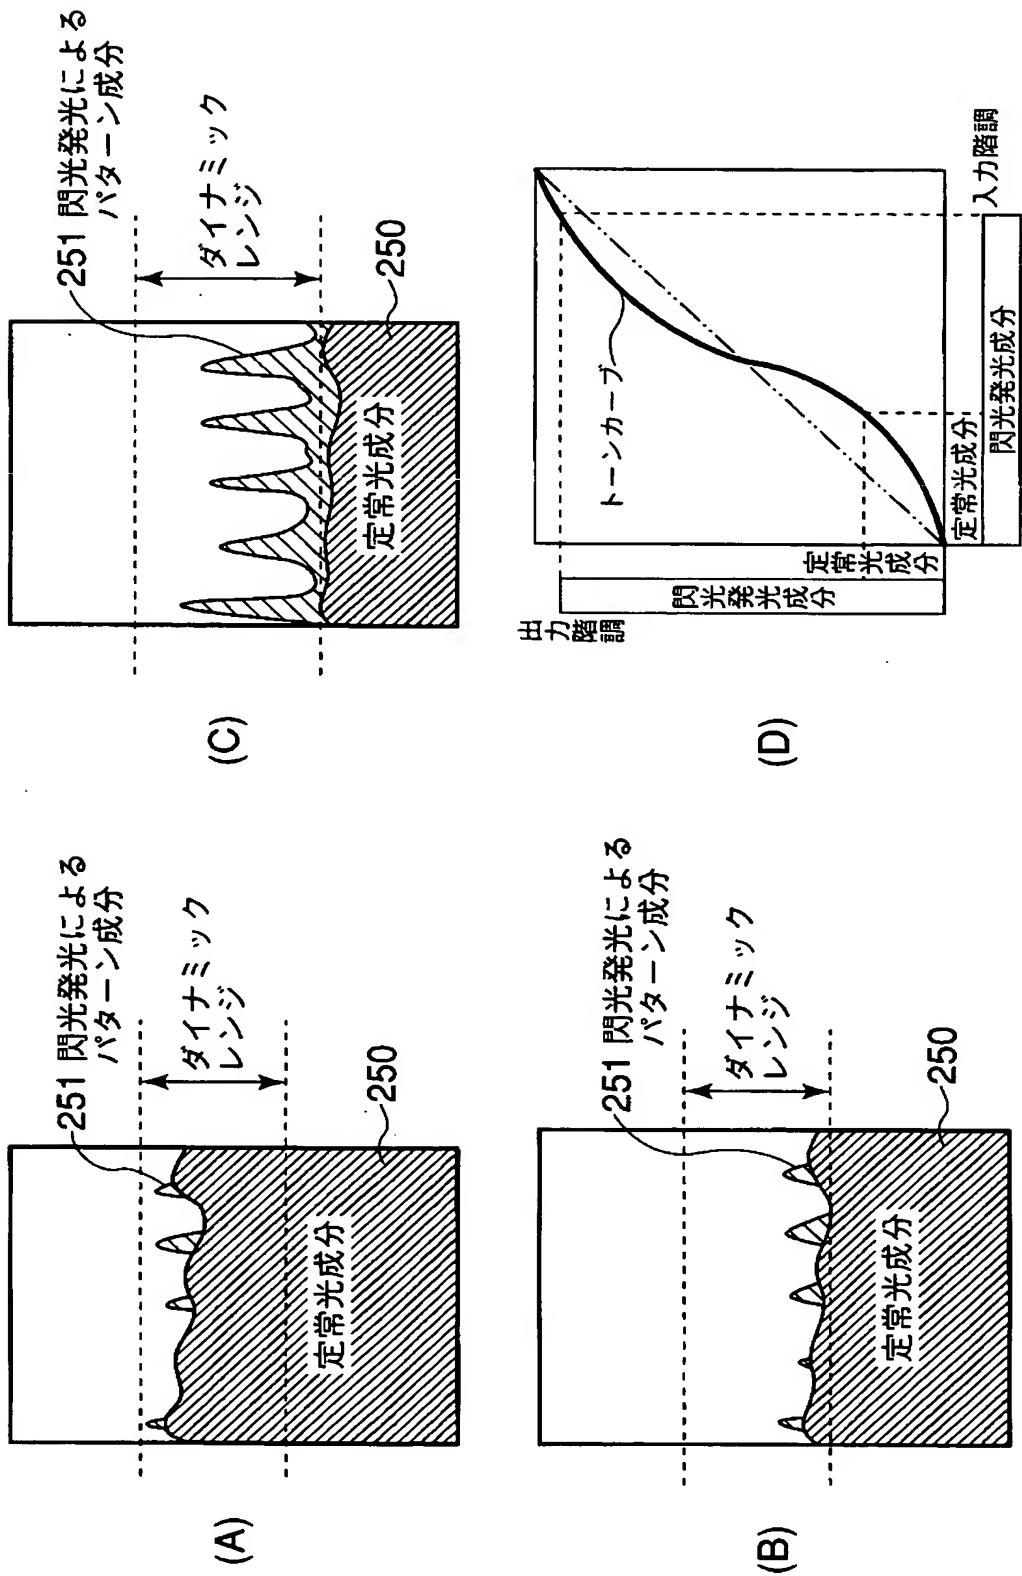 (A)
251 閃光発光による
パターン成分
ダイナミック
レンジ
250
定常光成分
(B)
251 閃光発光による
パターン成分
ダイナミック
レンジ
250
定常光成分
(C)
251 閃光発光による
パターン成分
ダイナミック
レンジ
250
定常光成分
(D)
出力階調
閃光発光成分
定常光成分
トーンカーブ
定常光成分
閃光発光成分
入力階調